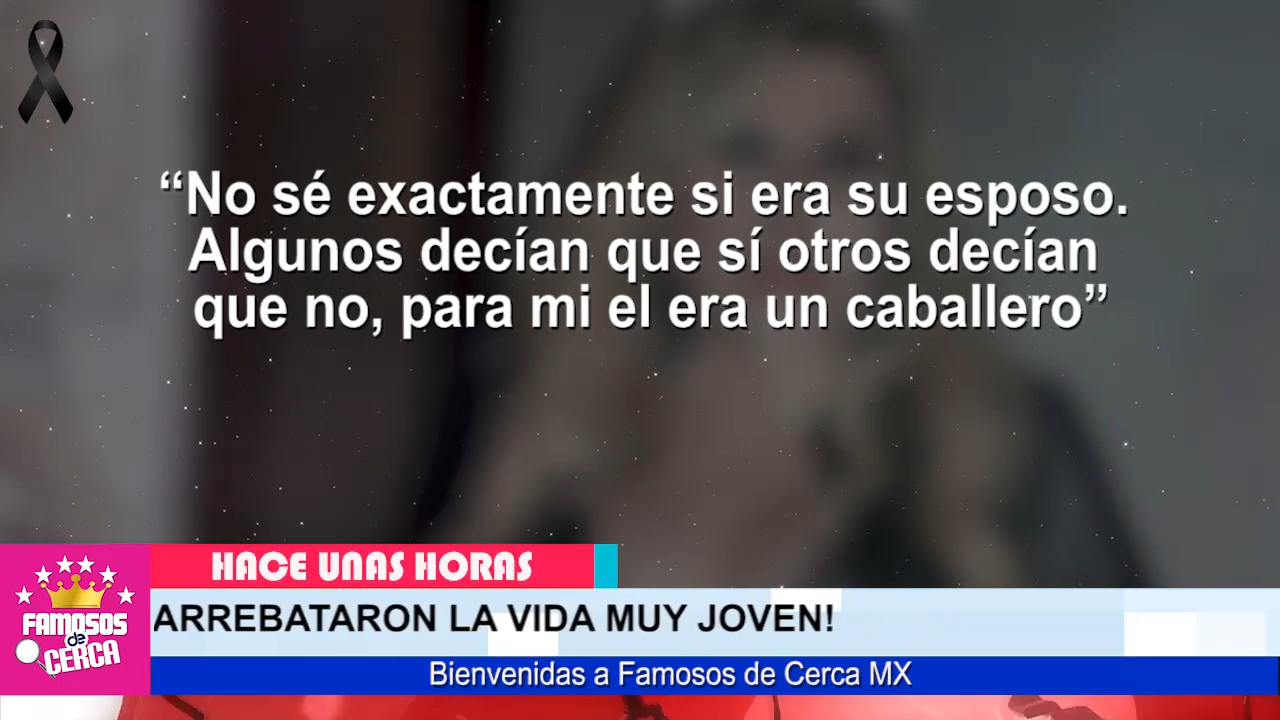 “No sé exactamente si era su esposo.
Algunos decían que sí otros decían
que no, para mi el era un caballero”
HACE UNAS HORAS
ARREBATARON LA VIDA MUY JOVEN!
Bienvenidas a Famosos de Cerca MX
FAMOSOS
de
CERCA